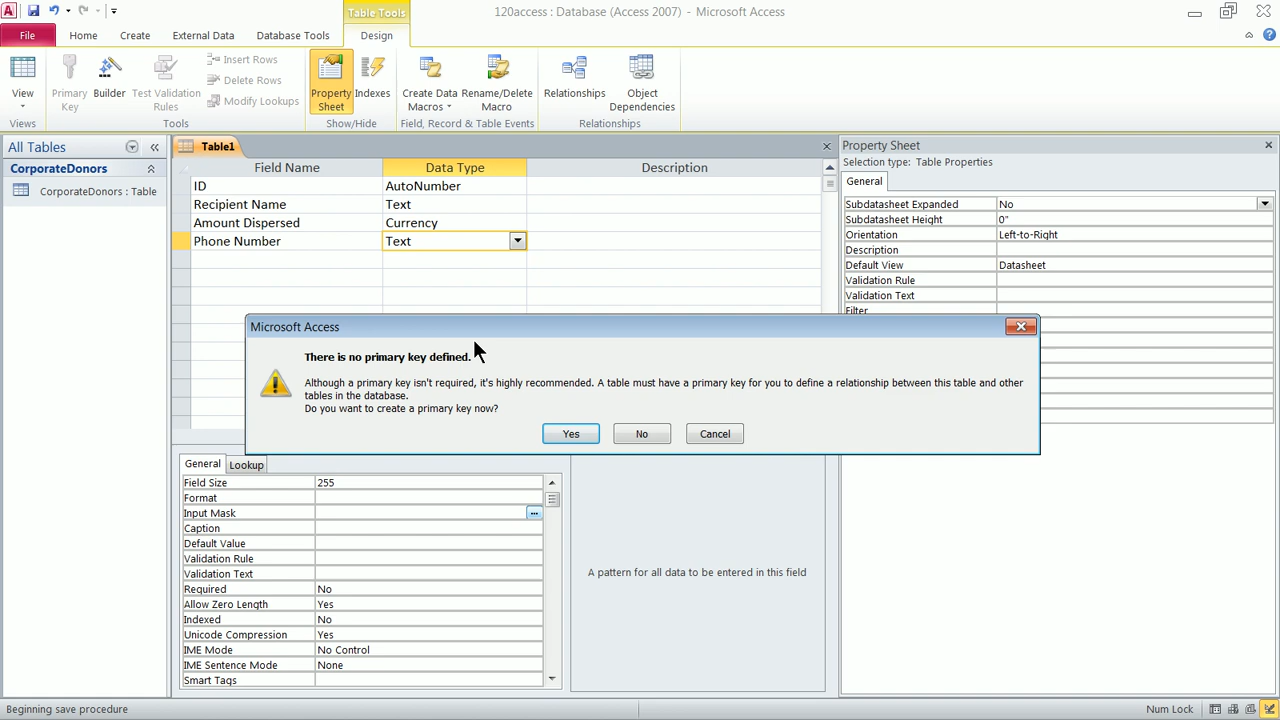 Table Tools
120access : Database (Access 2007) - Microsoft Access
File Home Create External Data Database Tools Design
View
Primary Key
Builder
Test Validation Rules
Insert Rows
Delete Rows
Modify Lookups
Property Sheet
Indexes
Create Data Macros
Rename/Delete Macro
Relationships
Object Dependencies
Views Tools Show/Hide Field, Record & Table Events Relationships
All Tables
CorporateDonors
CorporateDonors : Table
Table1
Field Name Data Type Description
ID AutoNumber
Recipient Name Text
Amount Dispersed Currency
Phone Number Text
Property Sheet
Selection type: Table Properties
General
Subdatasheet Expanded No
Subdatasheet Height 0"
Orientation Left-to-Right
Description
Default View Datasheet
Validation Rule
Validation Text
Filter
Microsoft Access
There is no primary key defined.
Although a primary key isn't required, it's highly recommended. A table must have a primary key for you to define a relationship between this table and other
tables in the database.
Do you want to create a primary key now?
Yes No Cancel
General Lookup
Field Size 255
Format
Input Mask
Caption
Default Value
Validation Rule
Validation Text
Required No
Allow Zero Length Yes
Indexed No
Unicode Compression Yes
IME Mode No Control
IME Sentence Mode None
Smart Tags
A pattern for all data to be entered in this field
Beginning save procedure
Num Lock